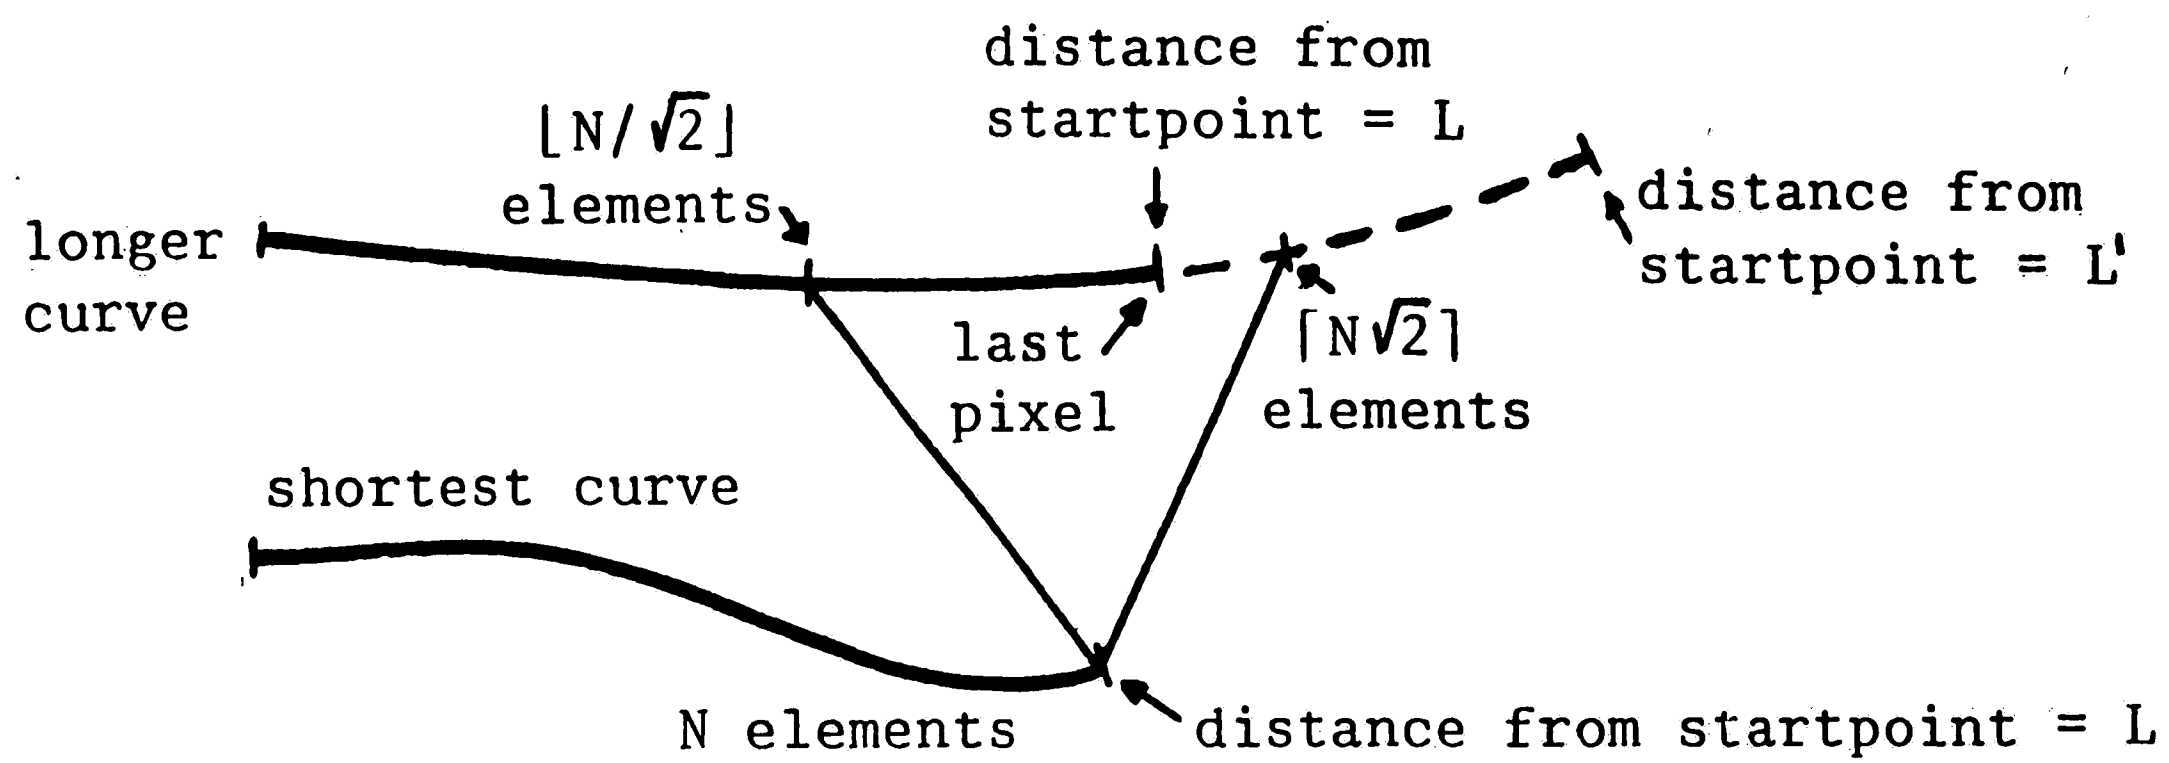 distance from
startpoint = L
⌊N/√2⌋
elements
longer
curve
distance from
startpoint = L'
last
pixel
⌈N√2⌉
elements
shortest curve
N elements
distance from startpoint = L